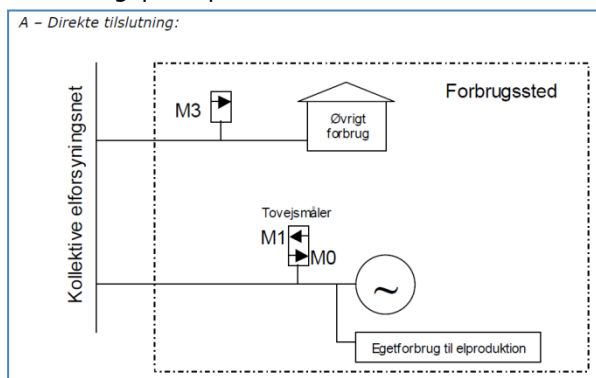 A – Direkte tilslutning:
Forbrugssted
M3
Øvrigt
forbrug
Kollektive elforsyningsnet
Tovejsmåler
M1
M0
~
Egetforbrug til elproduktion